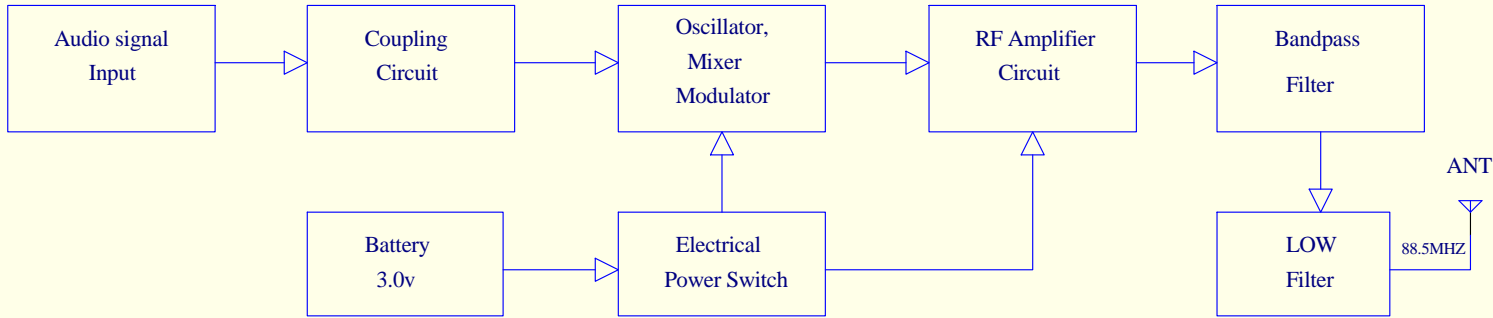 Audio signal
Input
Coupling
Circuit
Oscillator,
Mixer
Modulator
RF Amplifier
Circuit
Bandpass
Filter
ANT
Battery
3.0v
Electrical
Power Switch
LOW
Filter
88.5MHZ